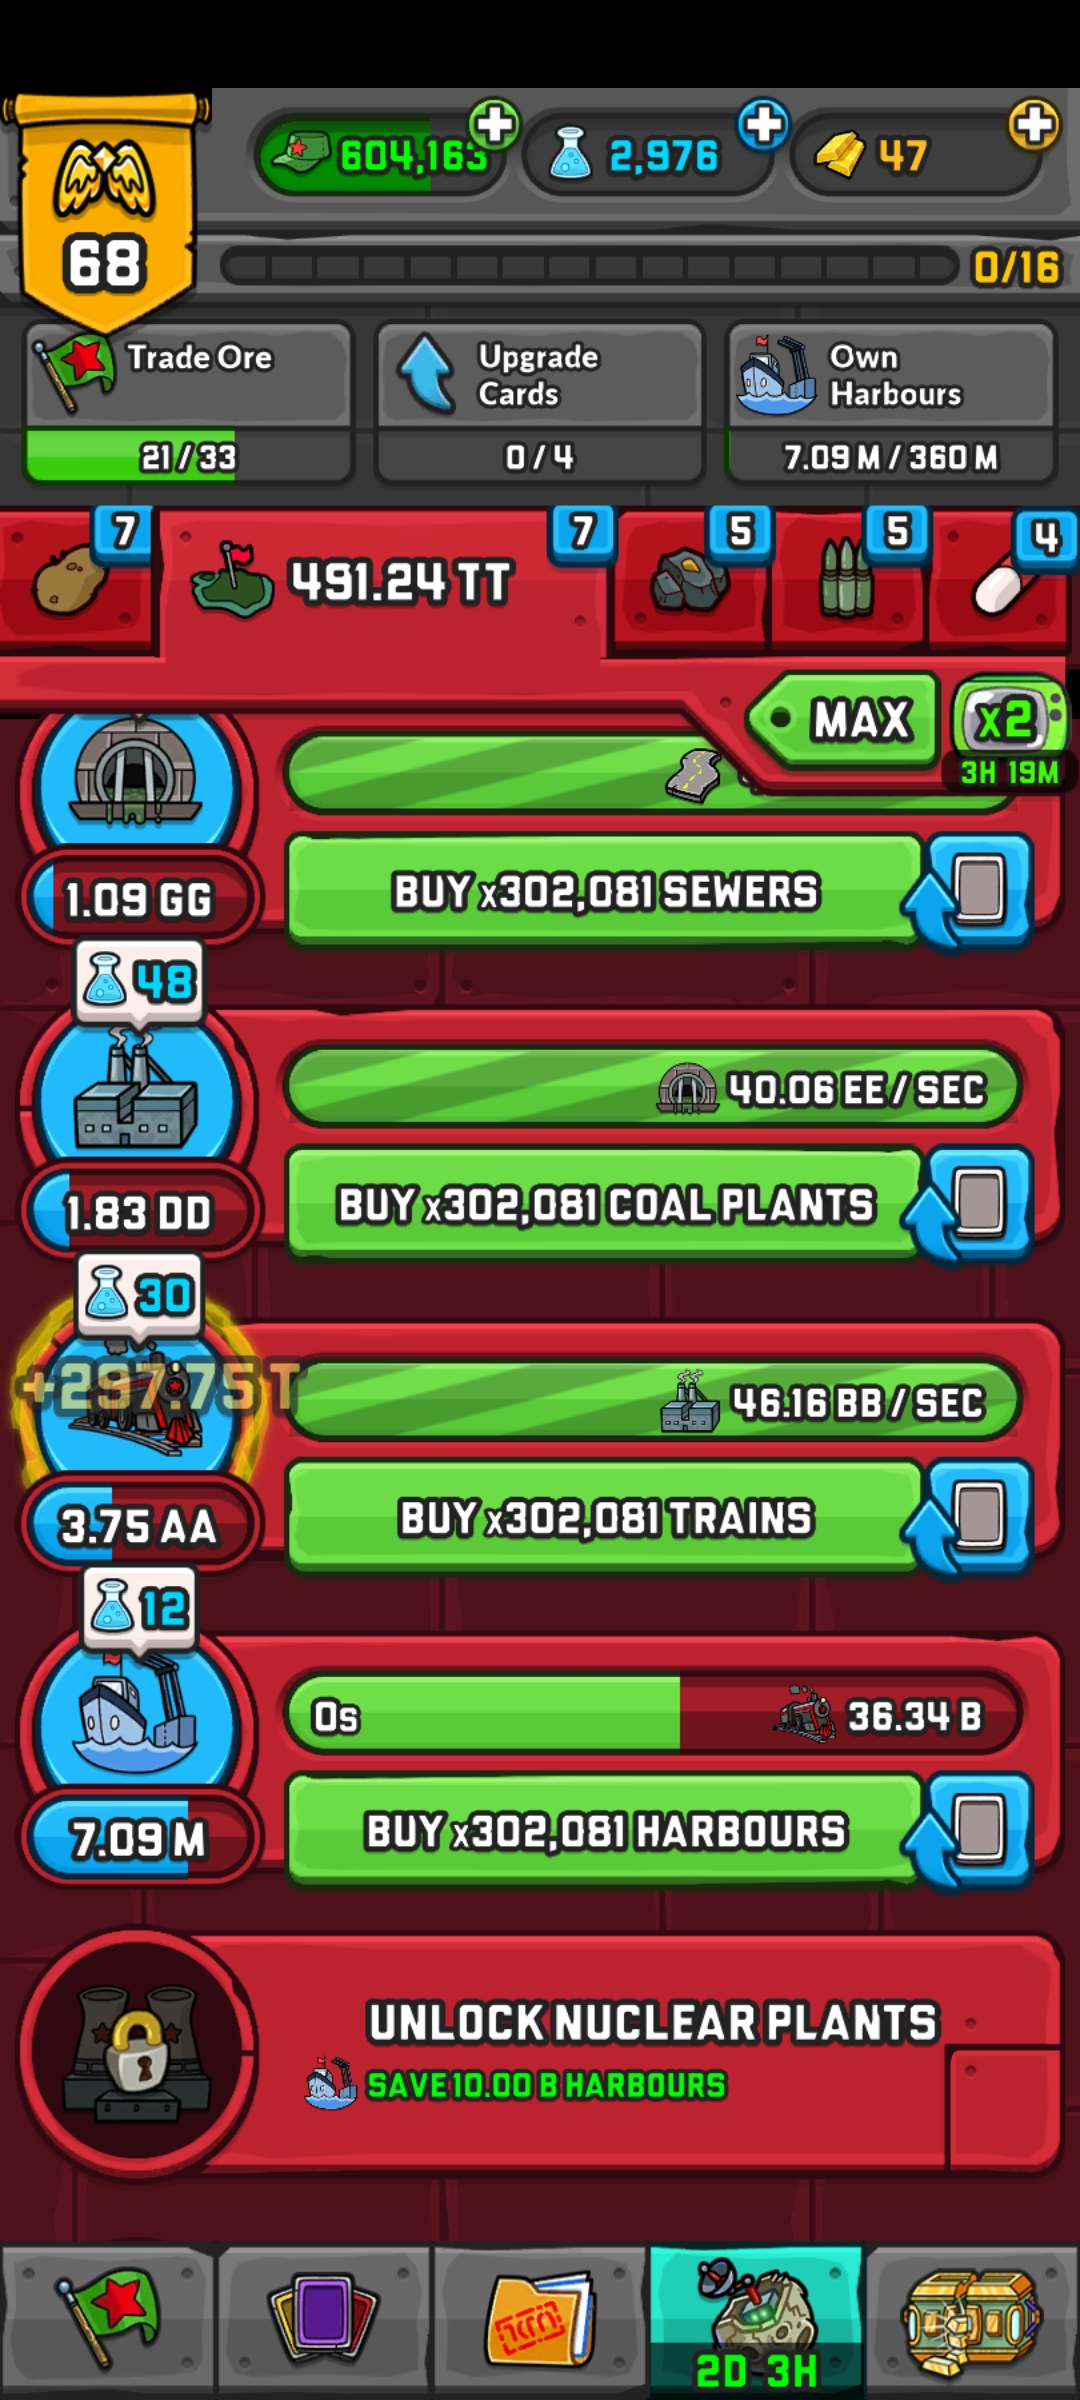 604,163
2,976
47
68
0/16
Trade Ore
21/33
Upgrade
Cards
0/4
Own
Harbours
7.09 M/360 M
7
491.24 TT
7
5
5
4
MAX
x2
3H 19M
1.09 GG
BUY x302,081 SEWERS
48
40.06 EE/SEC
1.83 DD
BUY x302,081 COAL PLANTS
30
+297.75 T
46.16 BB/SEC
3.75 AA
BUY x302,081 TRAINS
12
0s
36.34 B
7.09 M
BUY x302,081 HARBOURS
UNLOCK NUCLEAR PLANTS
SAVE 10.00 B HARBOURS
2D 3H